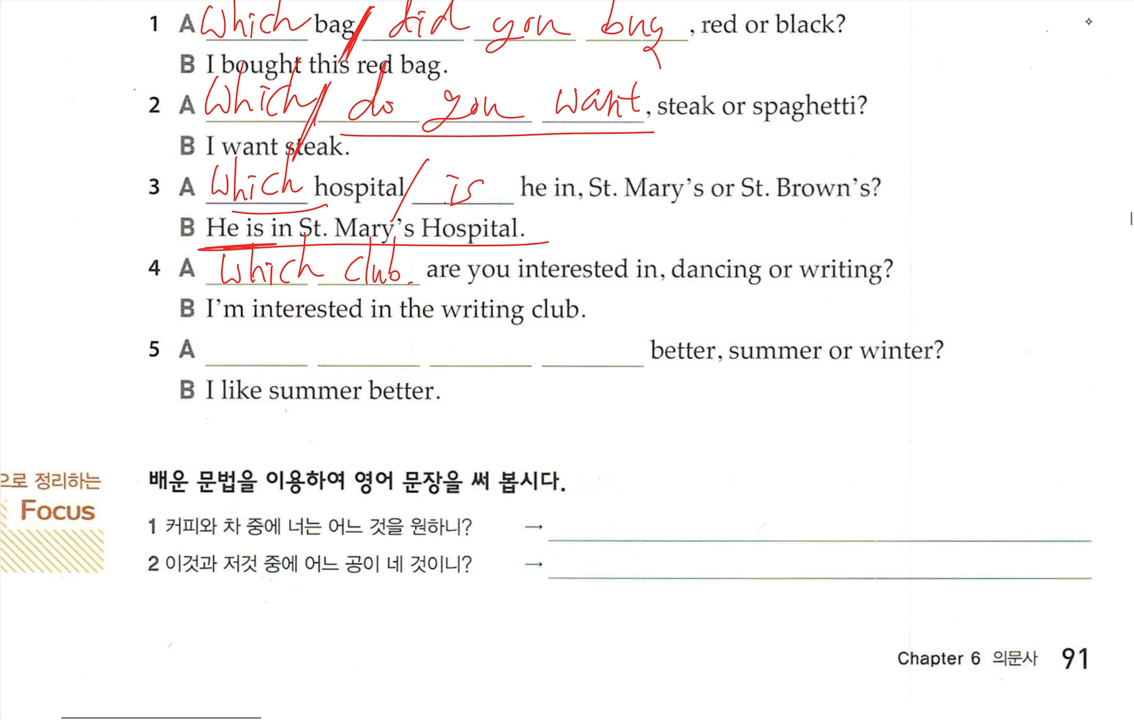 1 A Which bag did you buy, red or black?
B I bought this red bag.
2 A Which do you want, steak or spaghetti?
B I want steak.
3 A Which hospital is he in, St. Mary's or St. Brown's?
B He is in St. Mary's Hospital.
4 A Which club are you interested in, dancing or writing?
B I'm interested in the writing club.
5 A ____ ____ ____ ____ better, summer or winter?
B I like summer better.
으로 정리하는
Focus
배운 문법을 이용하여 영어 문장을 써 봅시다.
1 커피와 차 중에 너는 어느 것을 원하니? →
2 이것과 저것 중에 어느 공이 네 것이니? →
Chapter 6 의문사 91